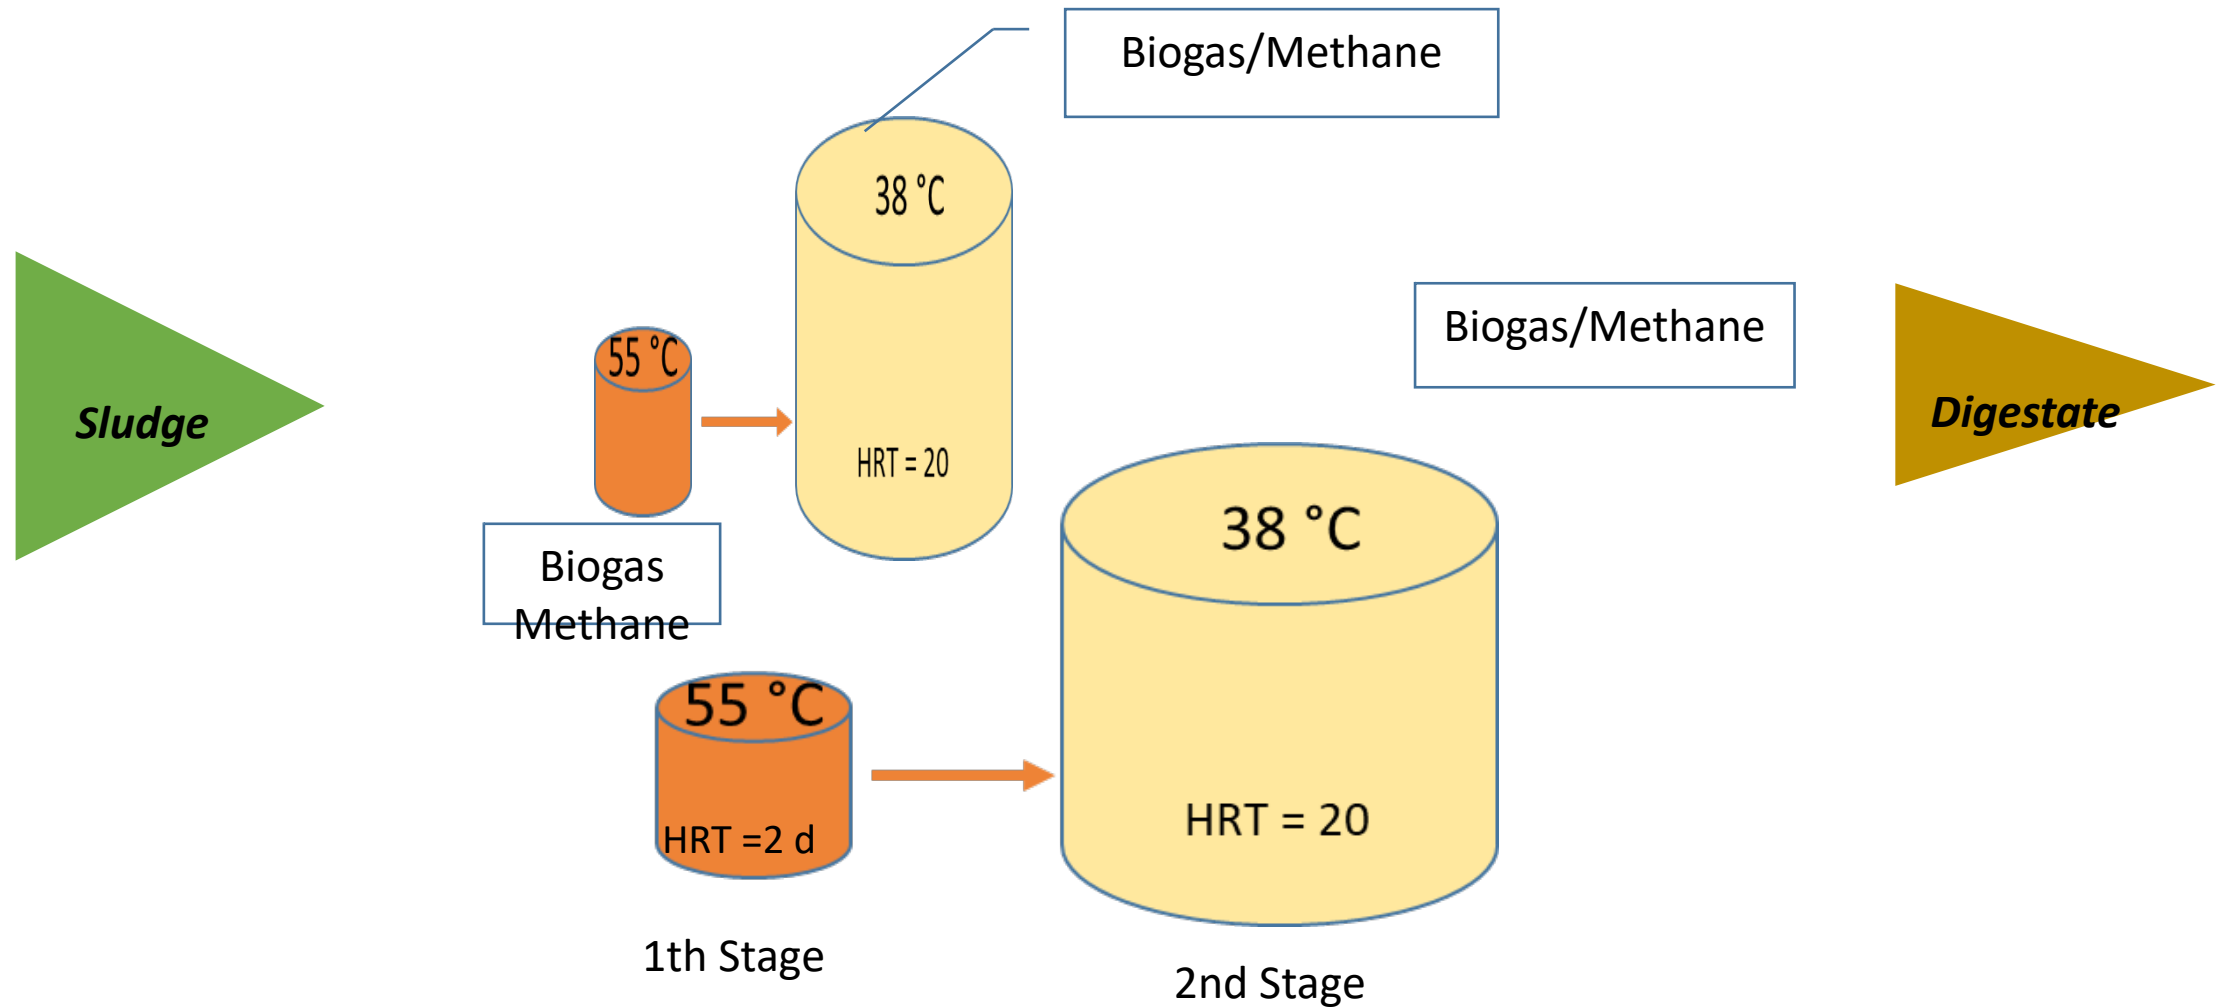 Biogas/Methane
38 °C
Biogas/Methane
55 °C
Sludge
Digestate
HRT = 20
38 °C
Biogas
Methane
55 °C
HRT = 20
HRT =2 d
1th Stage
2nd Stage